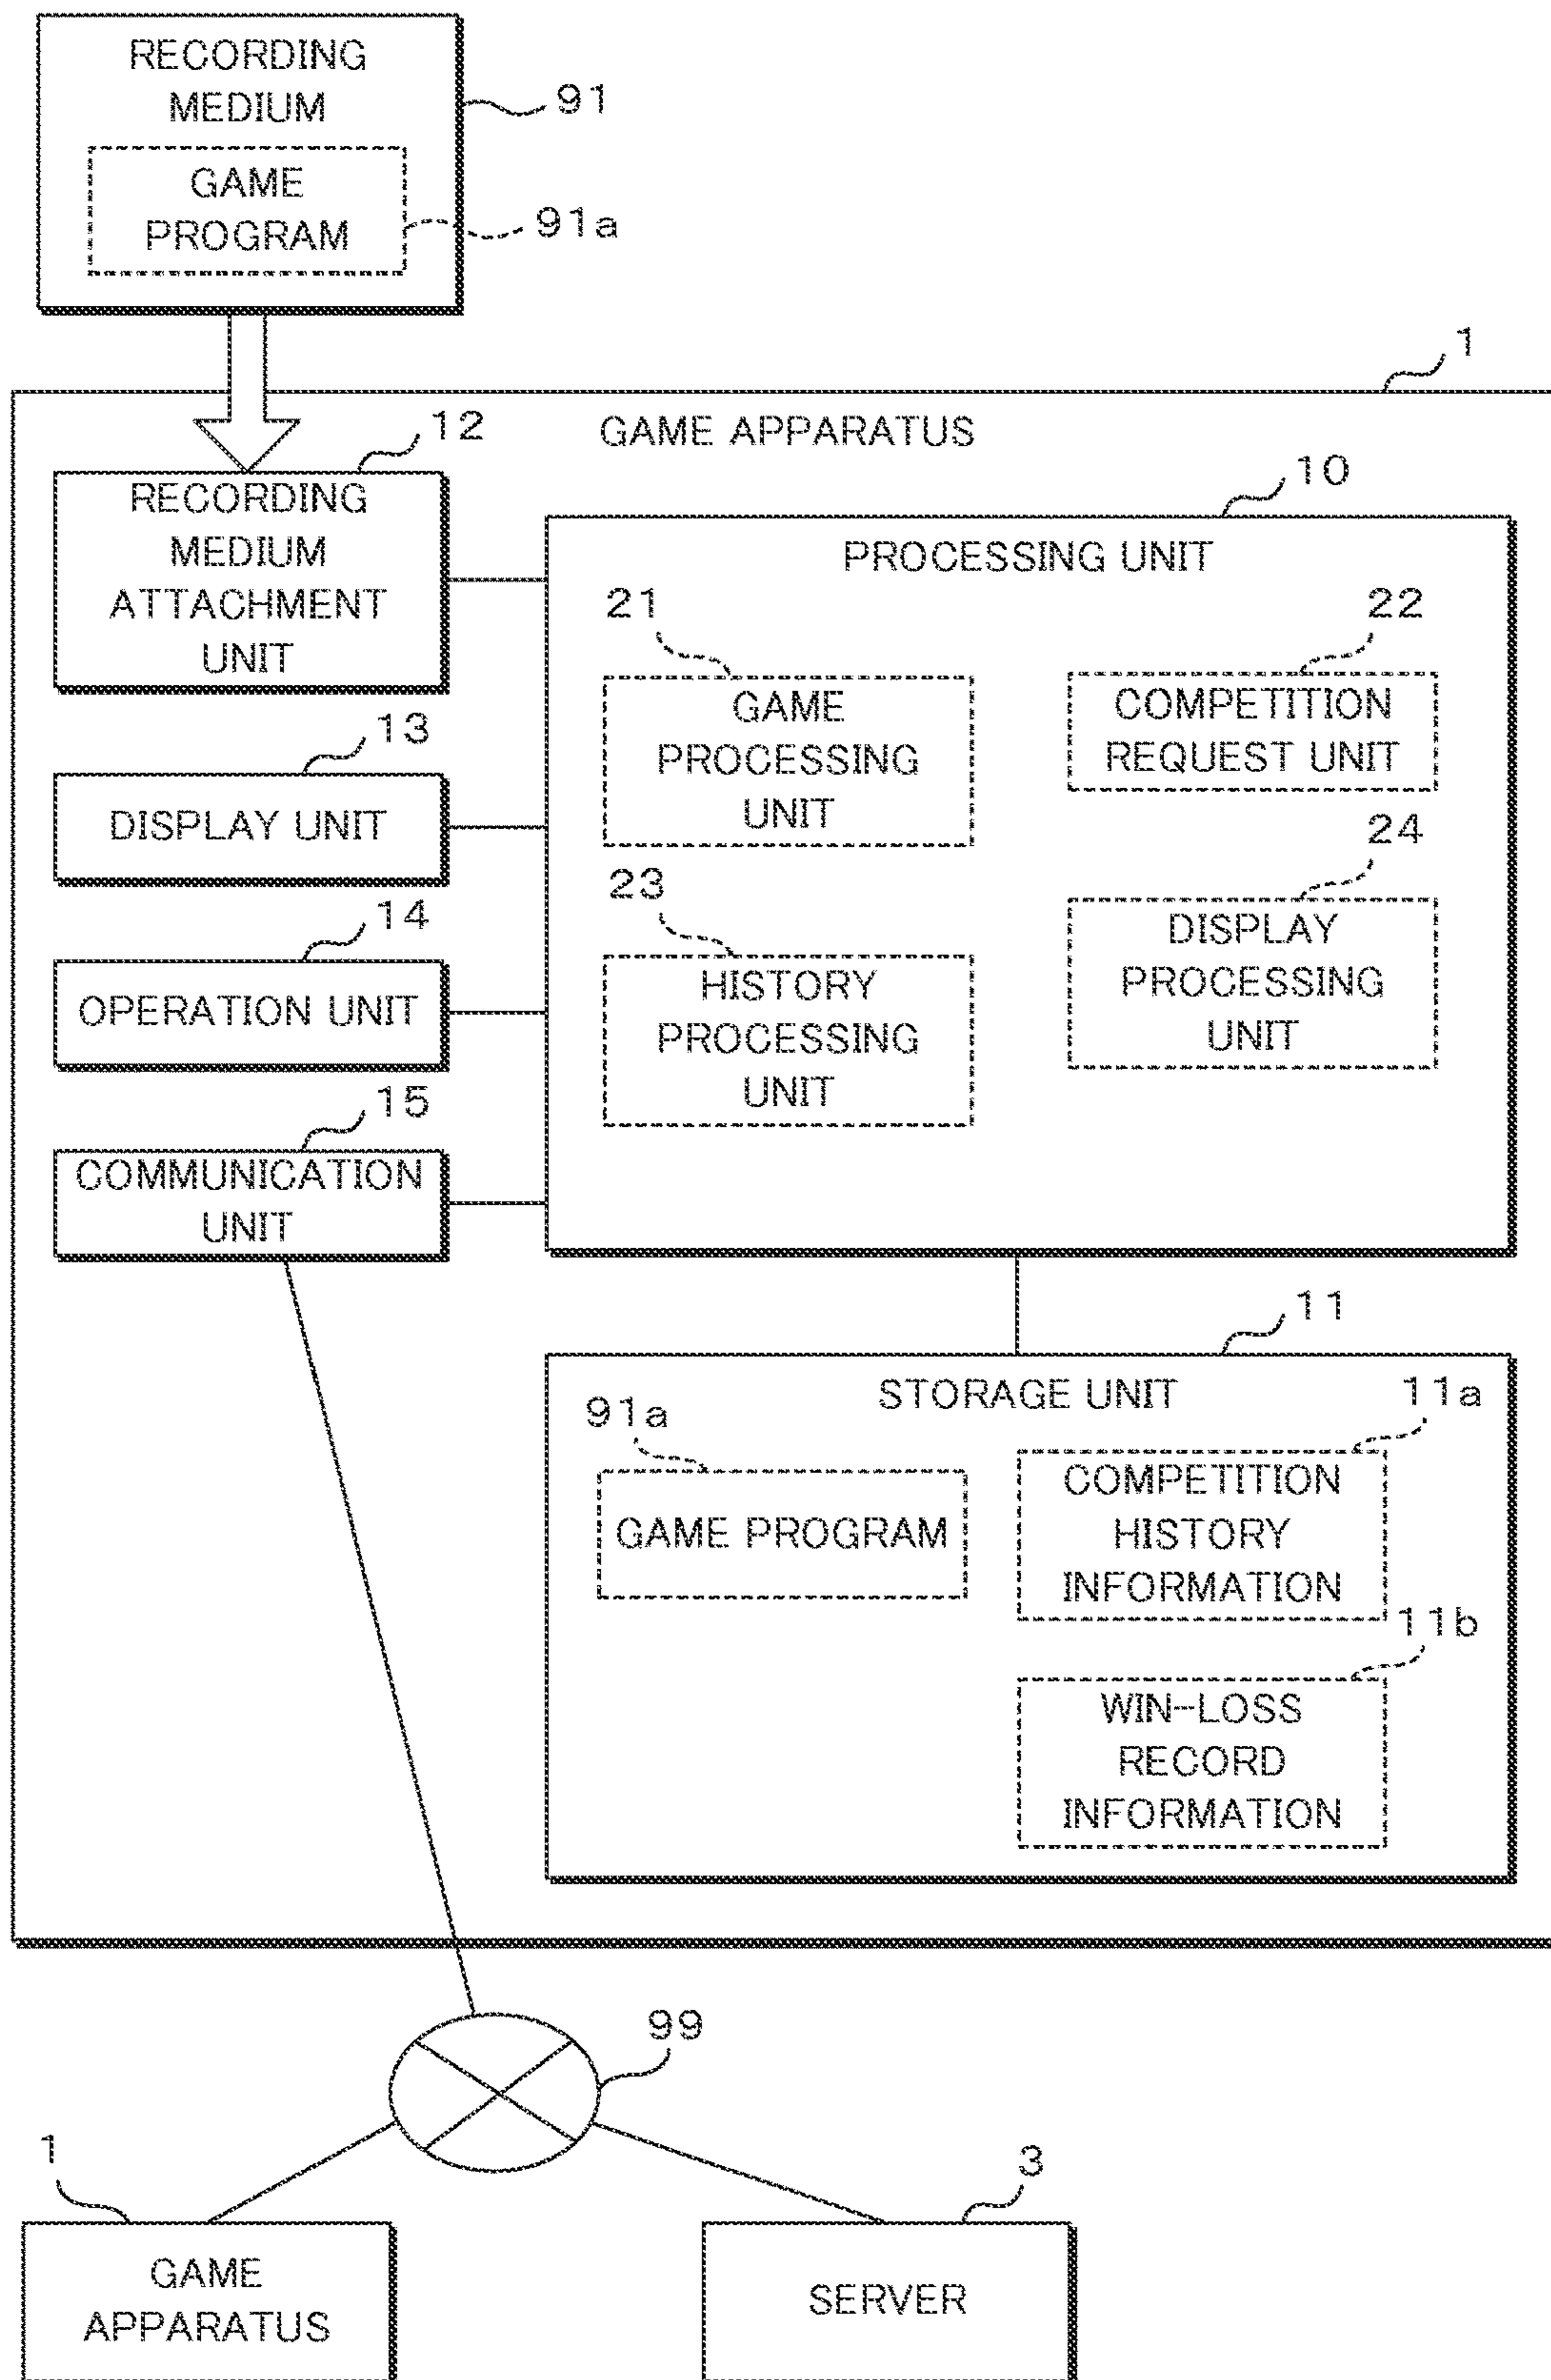 RECORDING
MEDIUM
91
GAME
PROGRAM
91a
1
GAME APPARATUS
12
RECORDING
MEDIUM
ATTACHMENT
UNIT
10
PROCESSING UNIT
21
GAME
PROCESSING
UNIT
22
COMPETITION
REQUEST UNIT
13
DISPLAY UNIT
23
HISTORY
PROCESSING
UNIT
24
DISPLAY
PROCESSING
UNIT
14
OPERATION UNIT
15
COMMUNICATION
UNIT
11
STORAGE UNIT
91a
GAME PROGRAM
11a
COMPETITION
HISTORY
INFORMATION
11b
WIN-LOSS
RECORD
INFORMATION
99
1
GAME
APPARATUS
3
SERVER